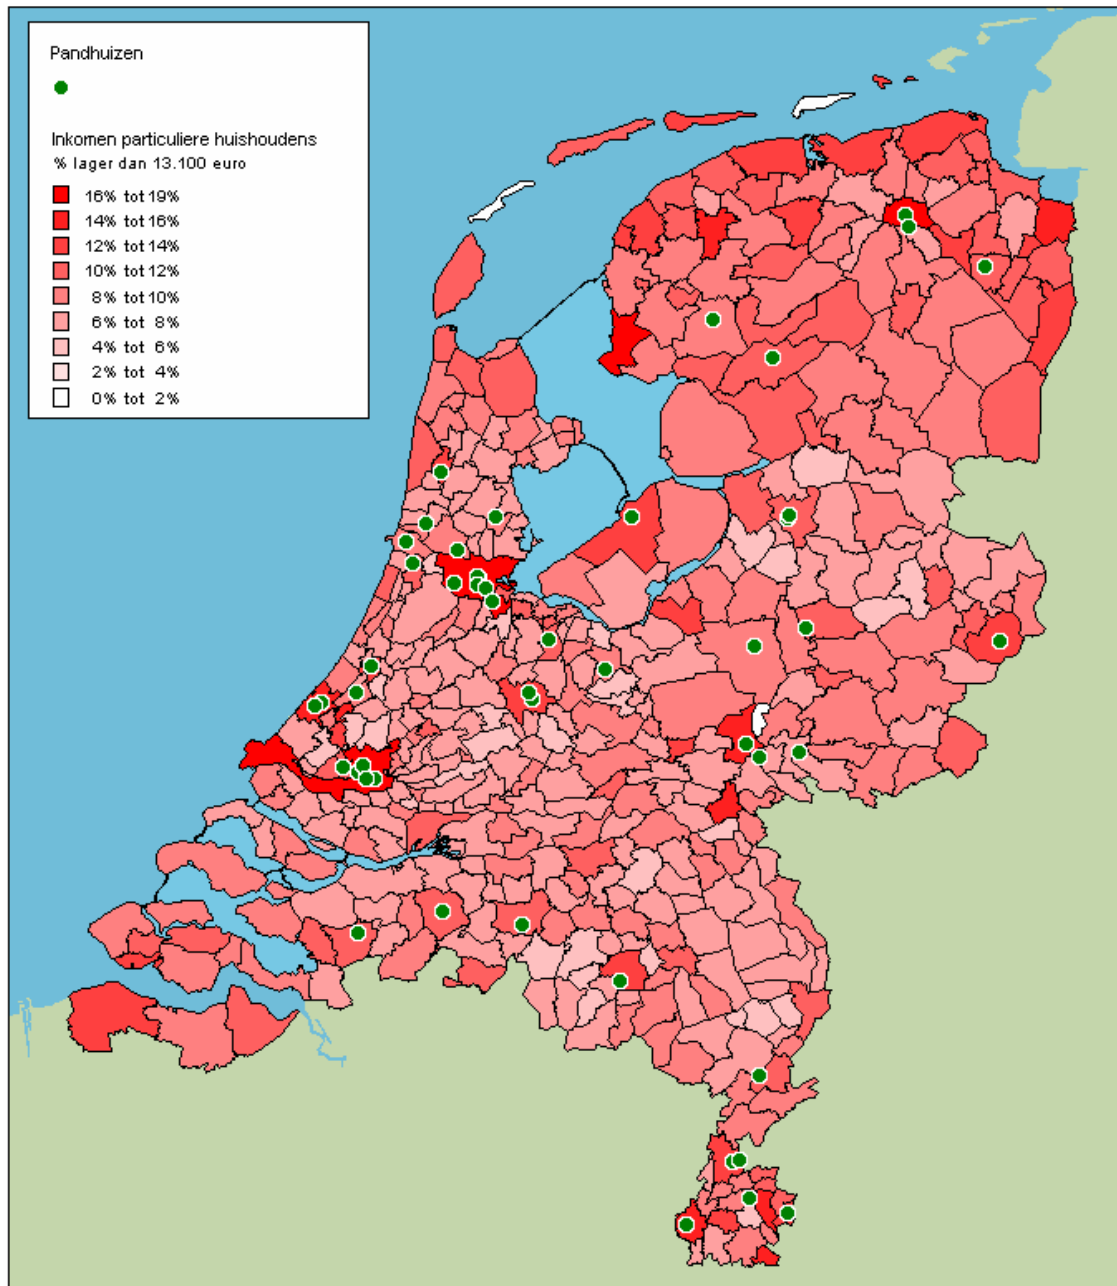 Pandhuizen
Inkomen particuliere huishoudens
% lager dan 13.100 euro
16% tot 19%
14% tot 16%
12% tot 14%
10% tot 12%
8% tot 10%
6% tot 8%
4% tot 6%
2% tot 4%
0% tot 2%